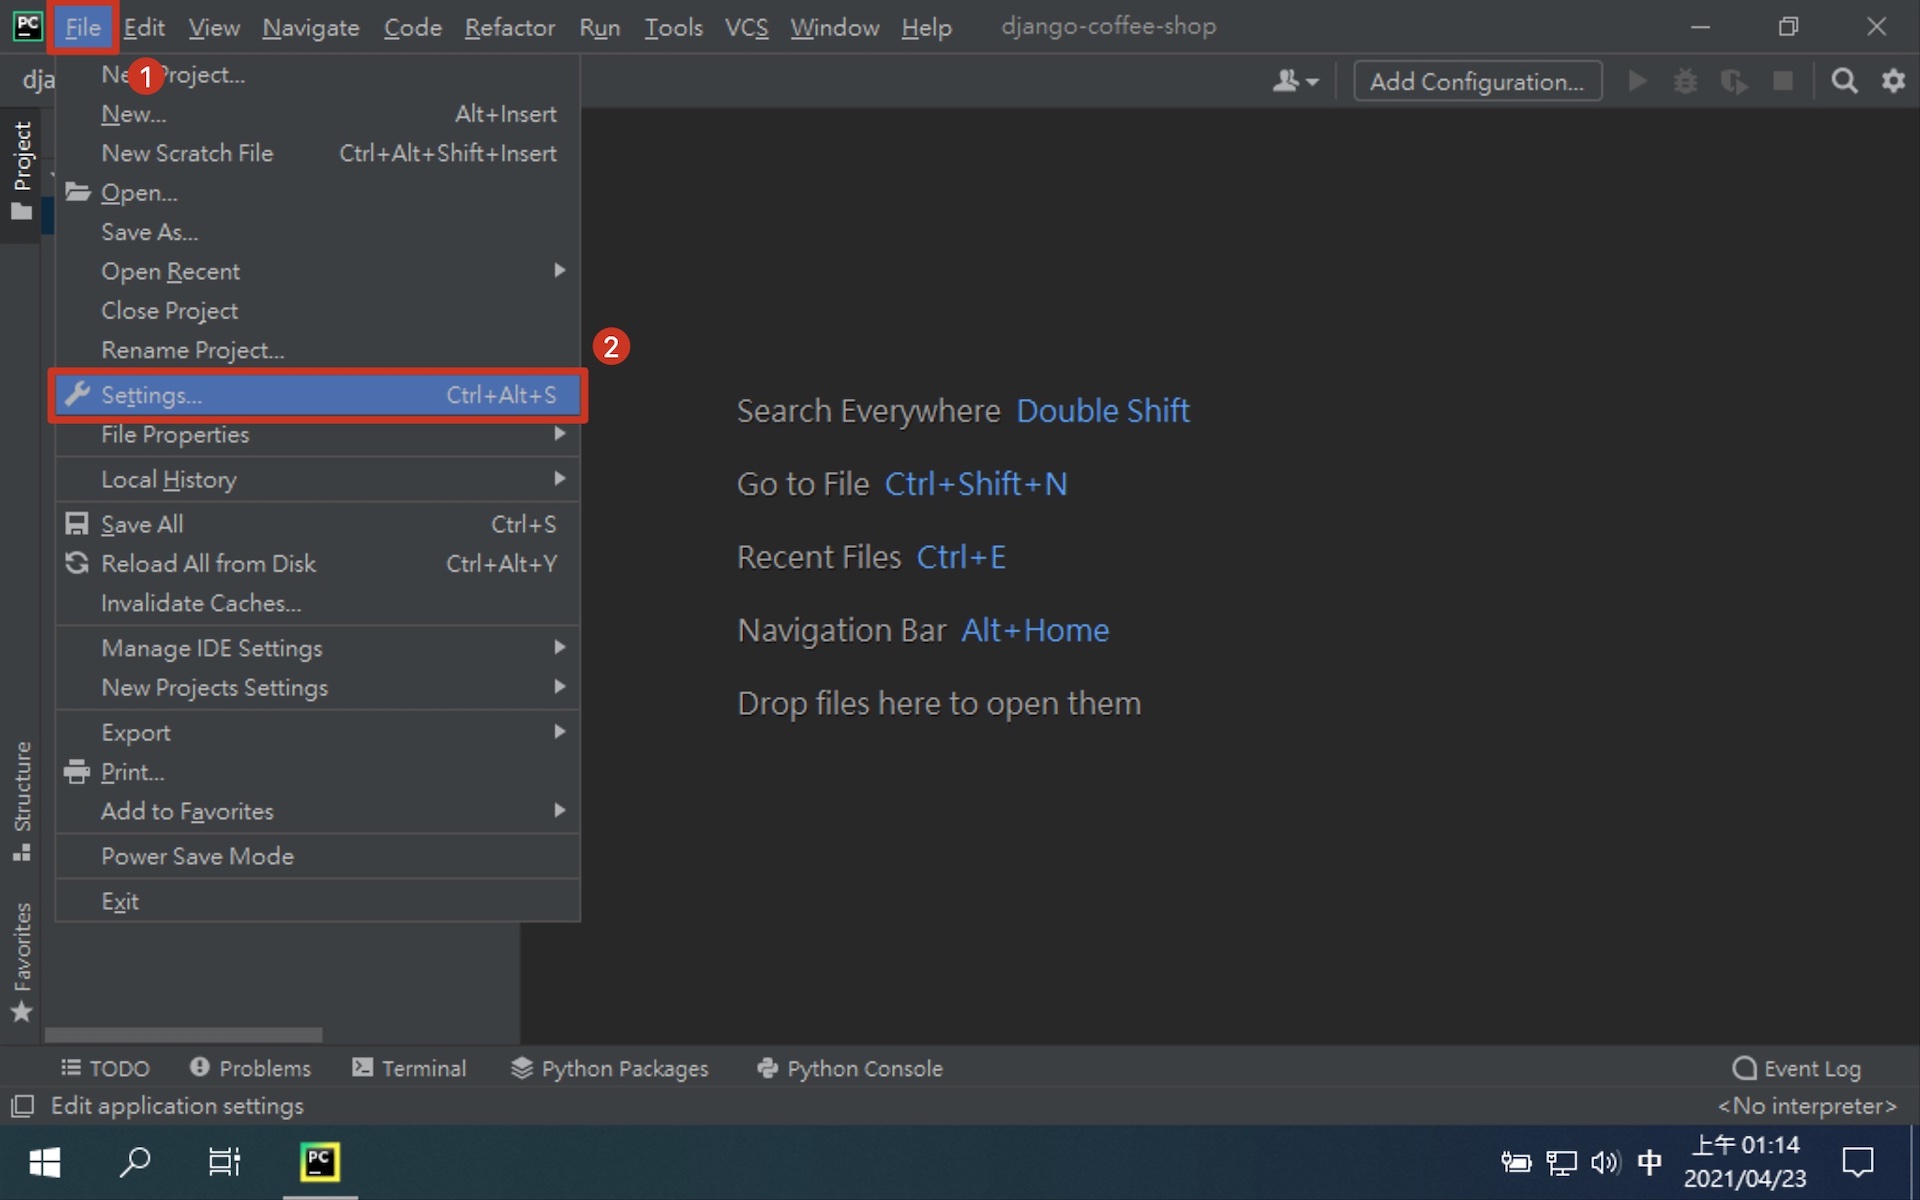 PC File Edit View Navigate Code Refactor Run Tools VCS Window Help django-coffee-shop
dja Add Configuration...
1
Project...
New... Alt+Insert
New Scratch File Ctrl+Alt+Shift+Insert
Open...
Save As...
Open Recent
Close Project
Rename Project...
2
Settings... Ctrl+Alt+S
File Properties
Local History
Save All Ctrl+S
Reload All from Disk Ctrl+Alt+Y
Invalidate Caches...
Manage IDE Settings
New Projects Settings
Export
Print...
Add to Favorites
Power Save Mode
Exit
Project
Structure
Favorites
Search Everywhere Double Shift
Go to File Ctrl+Shift+N
Recent Files Ctrl+E
Navigation Bar Alt+Home
Drop files here to open them
TODO Problems Terminal Python Packages Python Console Event Log
Edit application settings <No interpreter>
PC 中 上午 01:14
2021/04/23